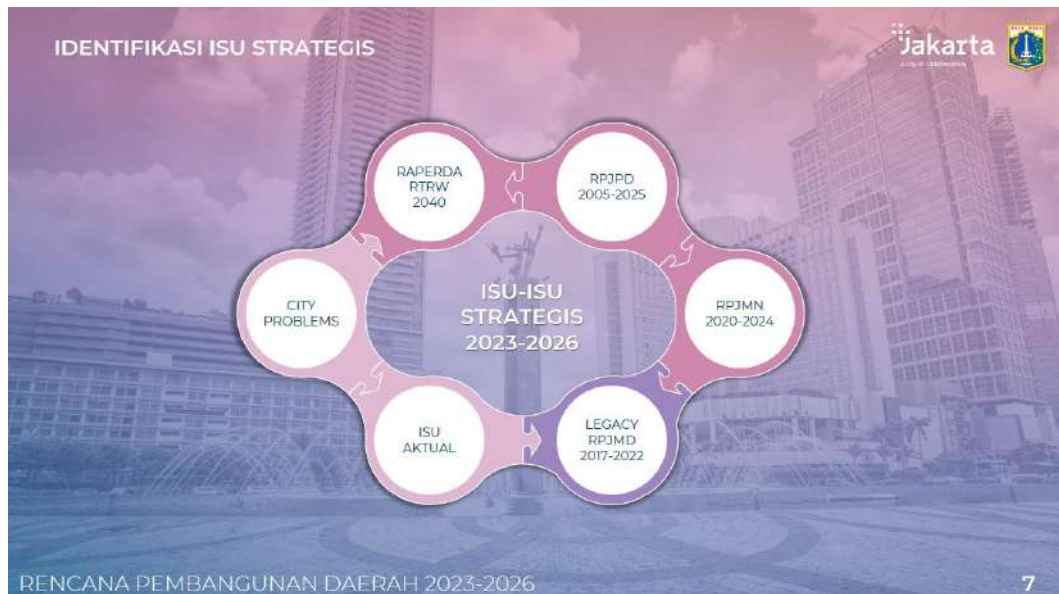 IDENTIFIKASI ISU STRATEGIS
Jakarta
RAPERDA
RTRW
2040
RPJPD
2005-2025
CITY
PROBLEMS
ISU-ISU
STRATEGIS
2023-2026
RPJMN
2020-2024
ISU
AKTUAL
LEGACY
RPJMD
2017-2022
RENCANA PEMBANGUNAN DAERAH 2023-2026
7